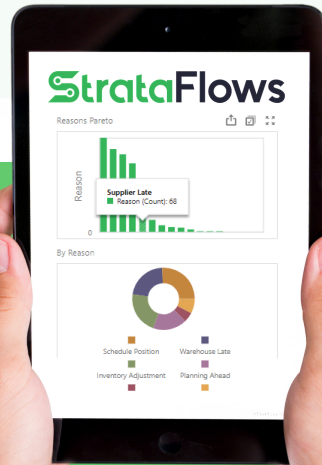 StrataFlows
Reasons Pareto
Reason
Supplier Late
Reason (Count): 68
0
By Reason
Schedule Position
Warehouse Late
Inventory Adjustment
Planning Ahead